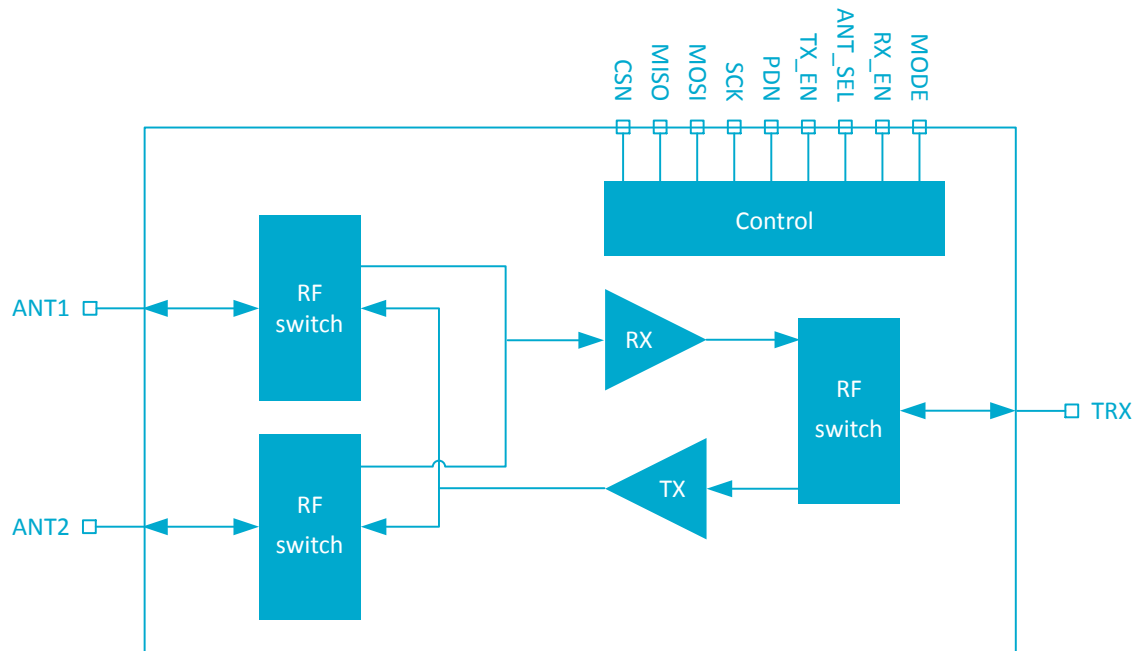 CSN
MISO
MOSI
SCK
PDN
TX_EN
ANT_SEL
RX_EN
MODE
Control
RF
switch
ANT1
RX
RF
switch
TRX
RF
switch
TX
ANT2